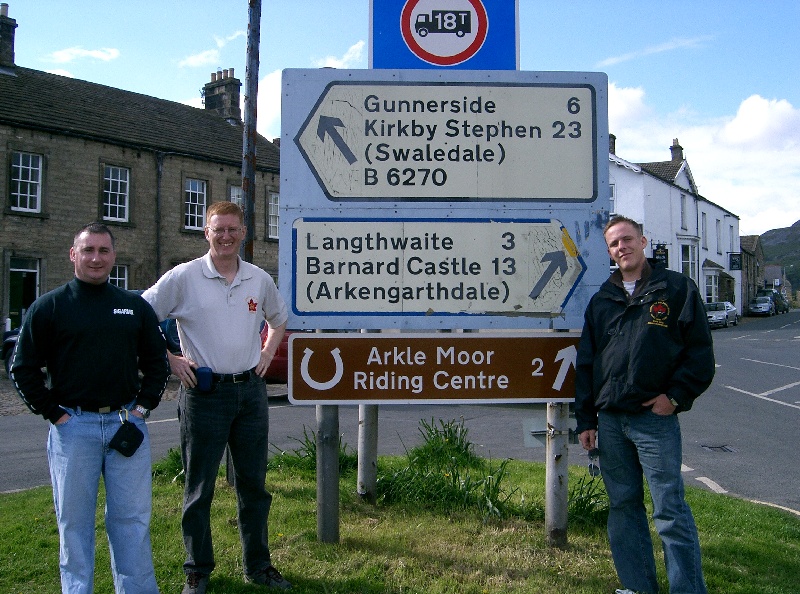 18T
Gunnerside 6
Kirkby Stephen 23
(Swaledale)
B 6270
Langthwaite 3
Barnard Castle 13
(Arkengarthdale)
Arkle Moor 2
Riding Centre